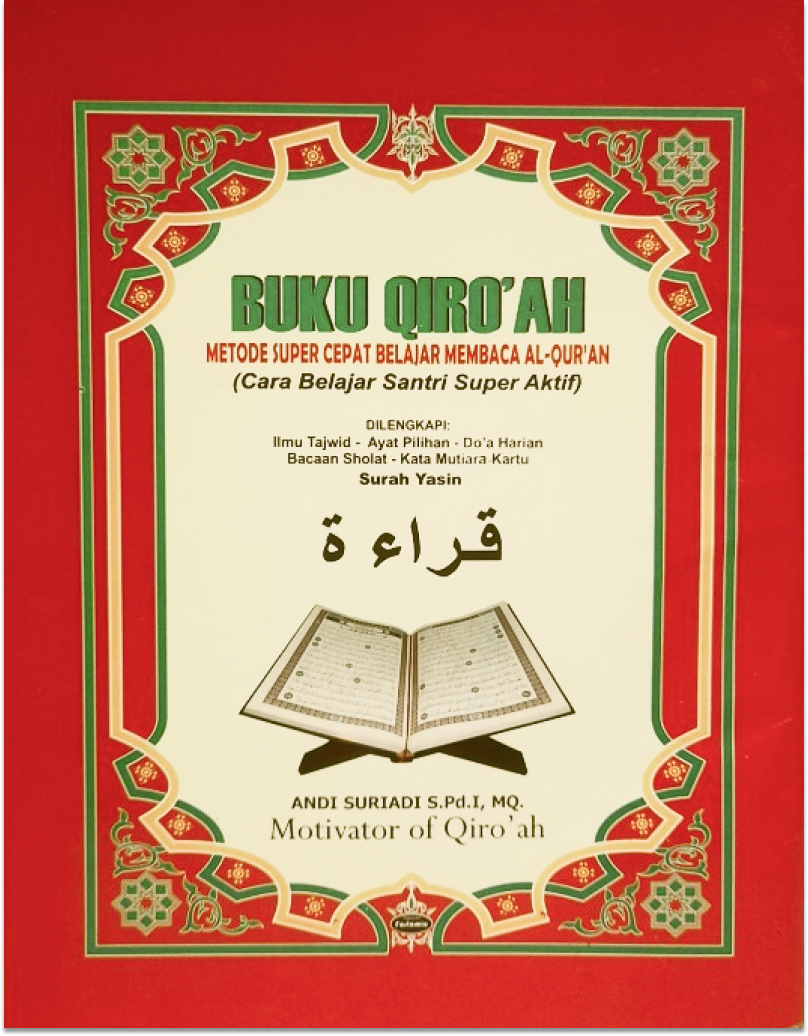 BUKU QIRO'AH
METODE SUPER CEPAT BELAJAR MEMBACA AL-QUR'AN
(Cara Belajar Santri Super Aktif)
DILENGKAPI:
Ilmu Tajwid - Ayat Pilihan - Do'a Harian
Bacaan Sholat - Kata Mutiara-Kartu
Surah Yasin
قراء ة
ANDI SURIADI S.Pd.I, MQ.
Motivator of Qiro'ah